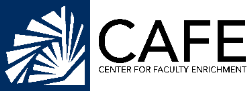 CAFE
CENTER FOR FACULTY ENRICHMENT